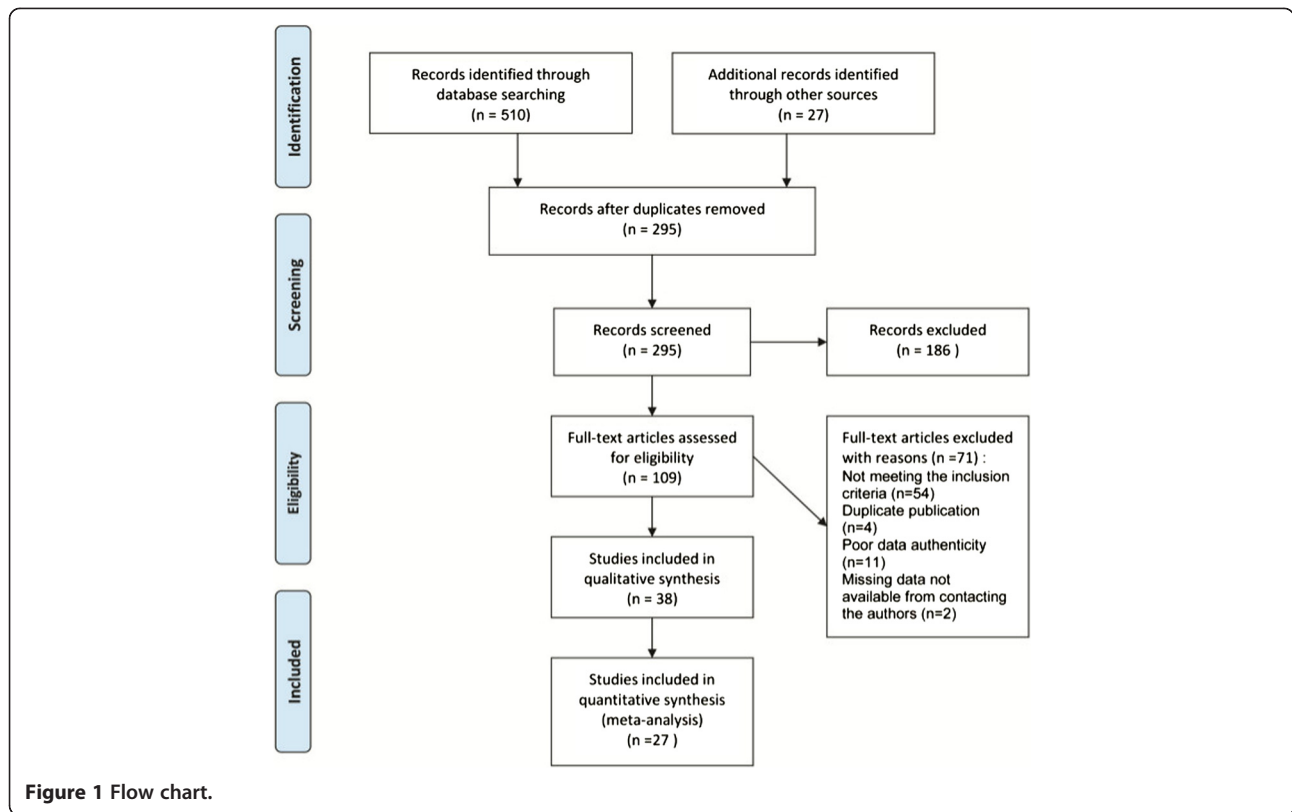 Identification
Records identified through
database searching
(n = 510)
Additional records identified
through other sources
(n = 27)
Records after duplicates removed
(n = 295)
Screening
Records screened
(n = 295)
Records excluded
(n = 186 )
Eligibility
Full-text articles assessed
for eligibility
(n = 109)
Full-text articles excluded
with reasons (n =71) :
Not meeting the inclusion
criteria (n=54)
Duplicate publication
(n=4)
Poor data authenticity
(n=11)
Missing data not
available from contacting
the authors (n=2)
Studies included in
qualitative synthesis
(n = 38)
Included
Studies included in
quantitative synthesis
(meta-analysis)
(n =27 )
Figure 1 Flow chart.